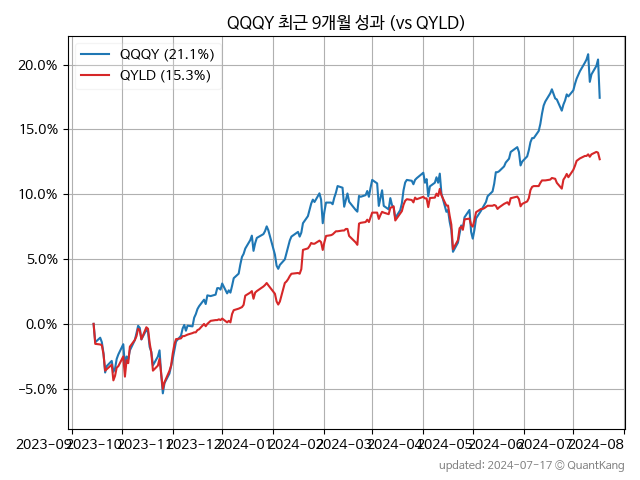 QQQY 최근 9개월 성과 (vs QYLD)
QQQY (21.1%)
QYLD (15.3%)
20.0%
15.0%
10.0%
5.0%
0.0%
−5.0%
2023-09 2023-10 2023-11 2023-12 2024-01 2024-02 2024-03 2024-04 2024-05 2024-06 2024-07 2024-08
updated: 2024-07-17 © QuantKang